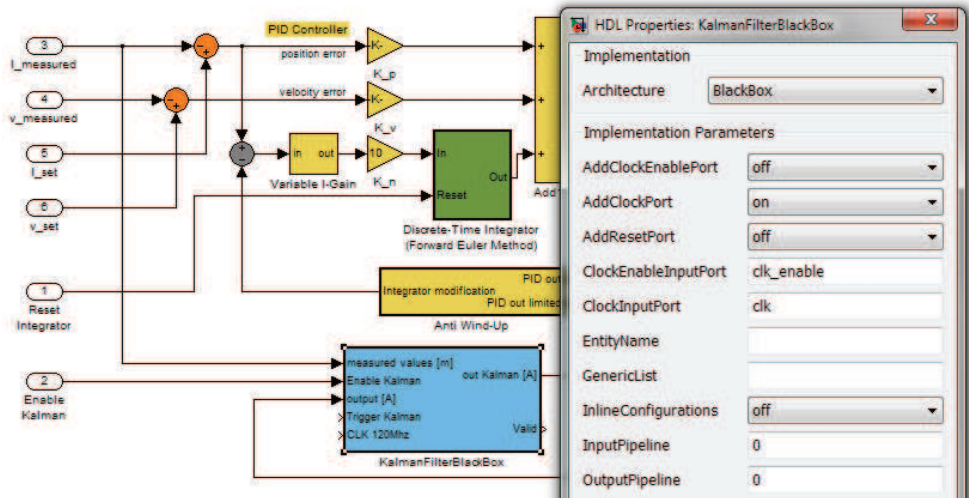 3
l_measured
4
v_measured
5
l_set
6
v_set
1
Reset
Integrator
2
Enable
Kalman
PID Controller
position error
-K-
K_p
velocity error
-K-
K_v
in out
Variable I-Gain
10
K_n
In
Out
Reset
Discrete-Time Integrator
(Forward Euler Method)
PID out
Integrator modification
PID out limited
Anti Wind-Up
measured values [m]
Enable Kalman
output [A]
Trigger Kalman
CLK 120Mhz
out Kalman [A]
Valid
KalmanFilterBlackBox
HDL Properties: KalmanFilterBlackBox
Implementation
Architecture BlackBox
Implementation Parameters
AddClockEnablePort off
AddClockPort on
AddResetPort off
ClockEnableInputPort clk_enable
ClockInputPort clk
EntityName
GenericList
InlineConfigurations off
InputPipeline 0
OutputPipeline 0